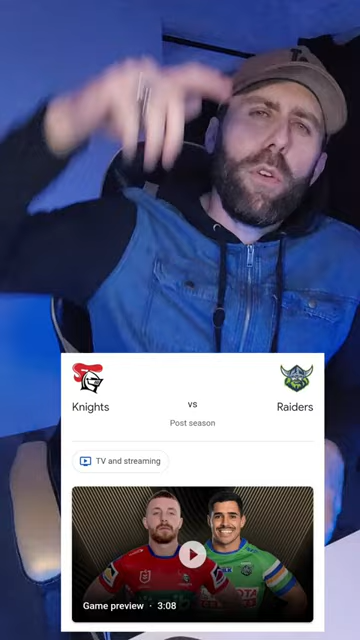 Knights
vs
Raiders
Post season
TV and streaming
Game preview · 3:08